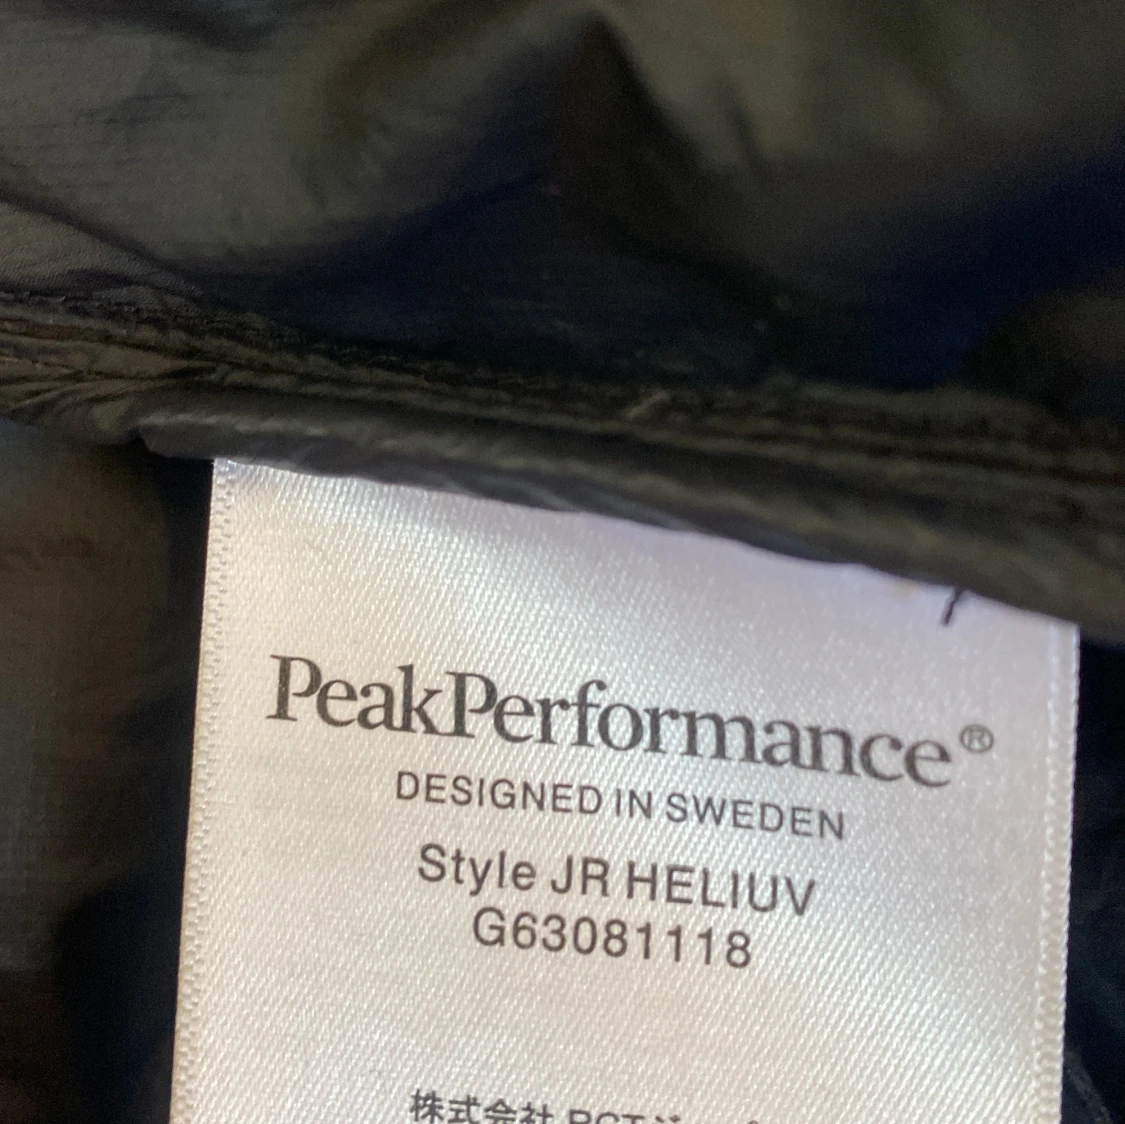 PeakPerformance®
DESIGNED IN SWEDEN
Style JR HELIUV
G63081118
株式会社